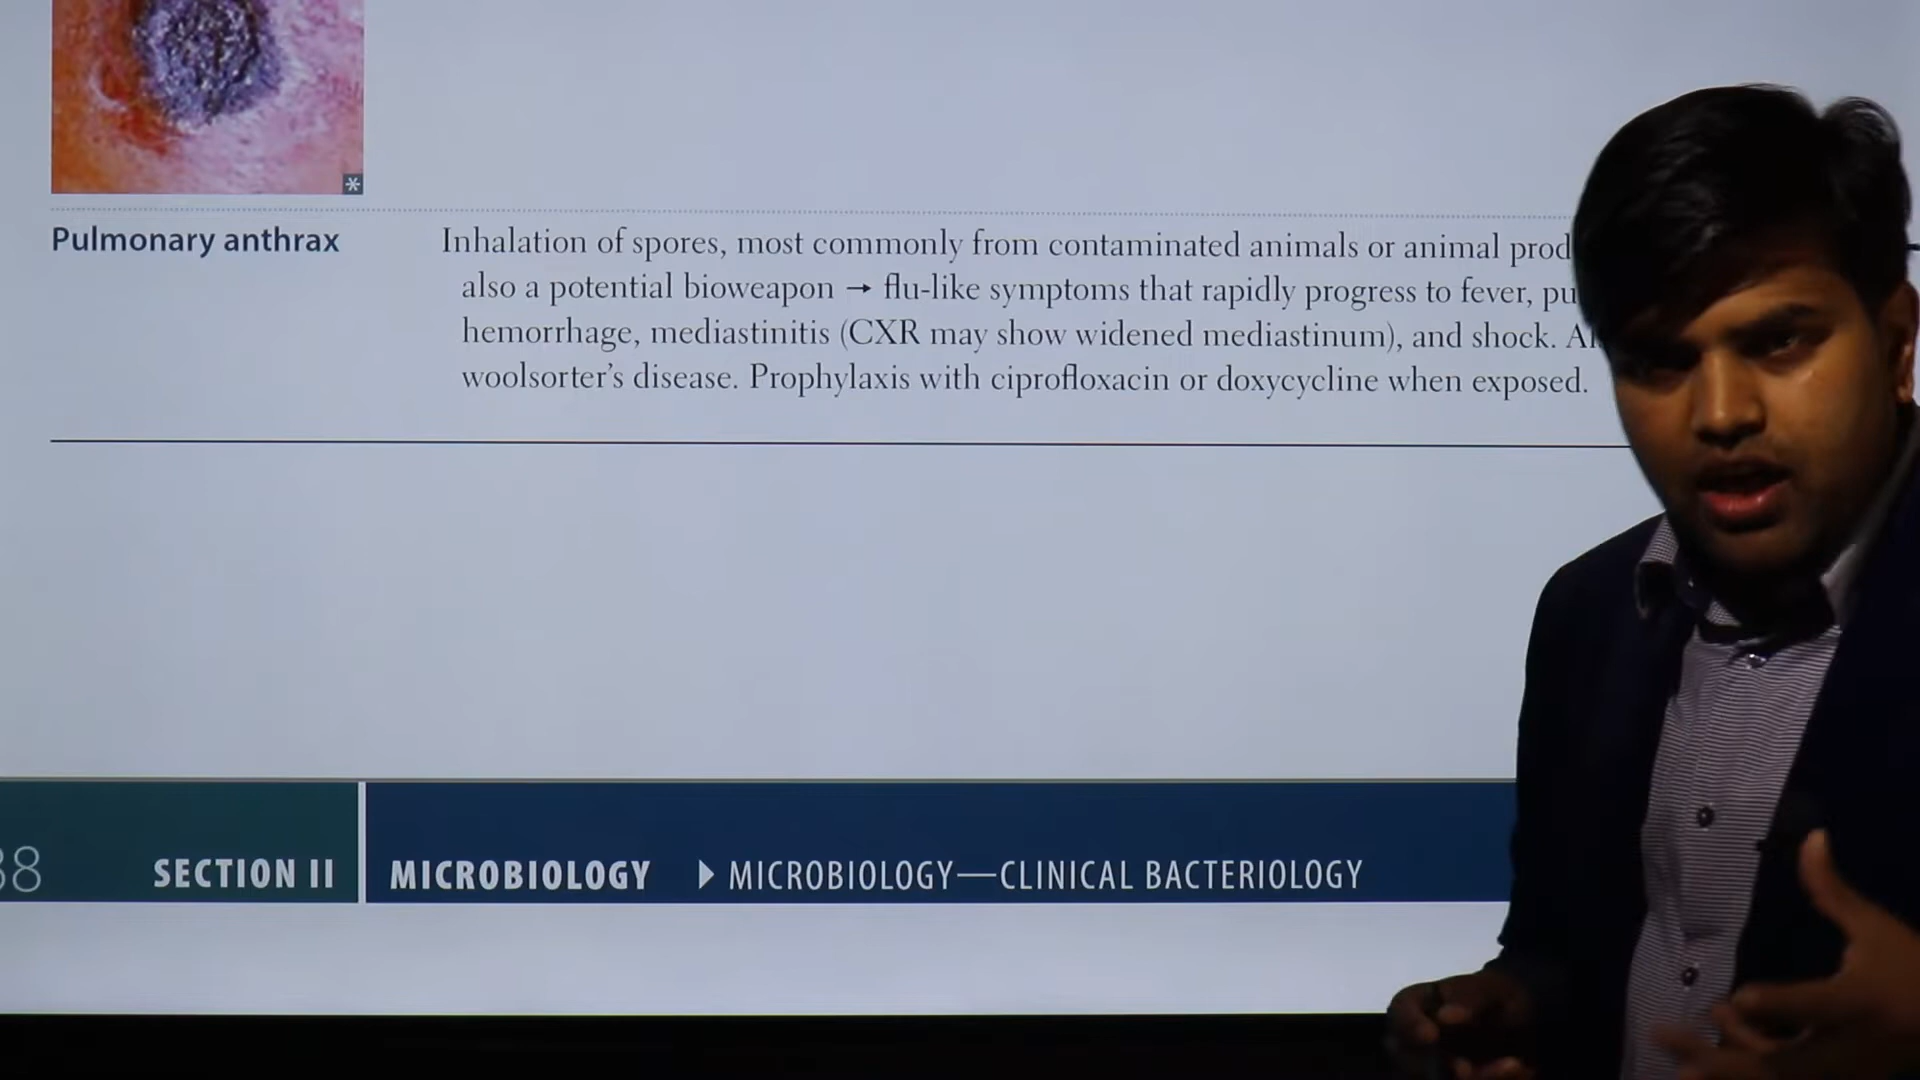 Pulmonary anthrax
Inhalation of spores, most commonly from contaminated animals or animal
also a potential bioweapon → flu-like symptoms that rapidly progress to fever,
hemorrhage, mediastinitis (CXR may show widened mediastinum), and shock.
woolsorter's disease. Prophylaxis with ciprofloxacin or doxycycline when exposed.
SECTION II
MICROBIOLOGY
▶ MICROBIOLOGY—CLINICAL BACTERIOLOGY